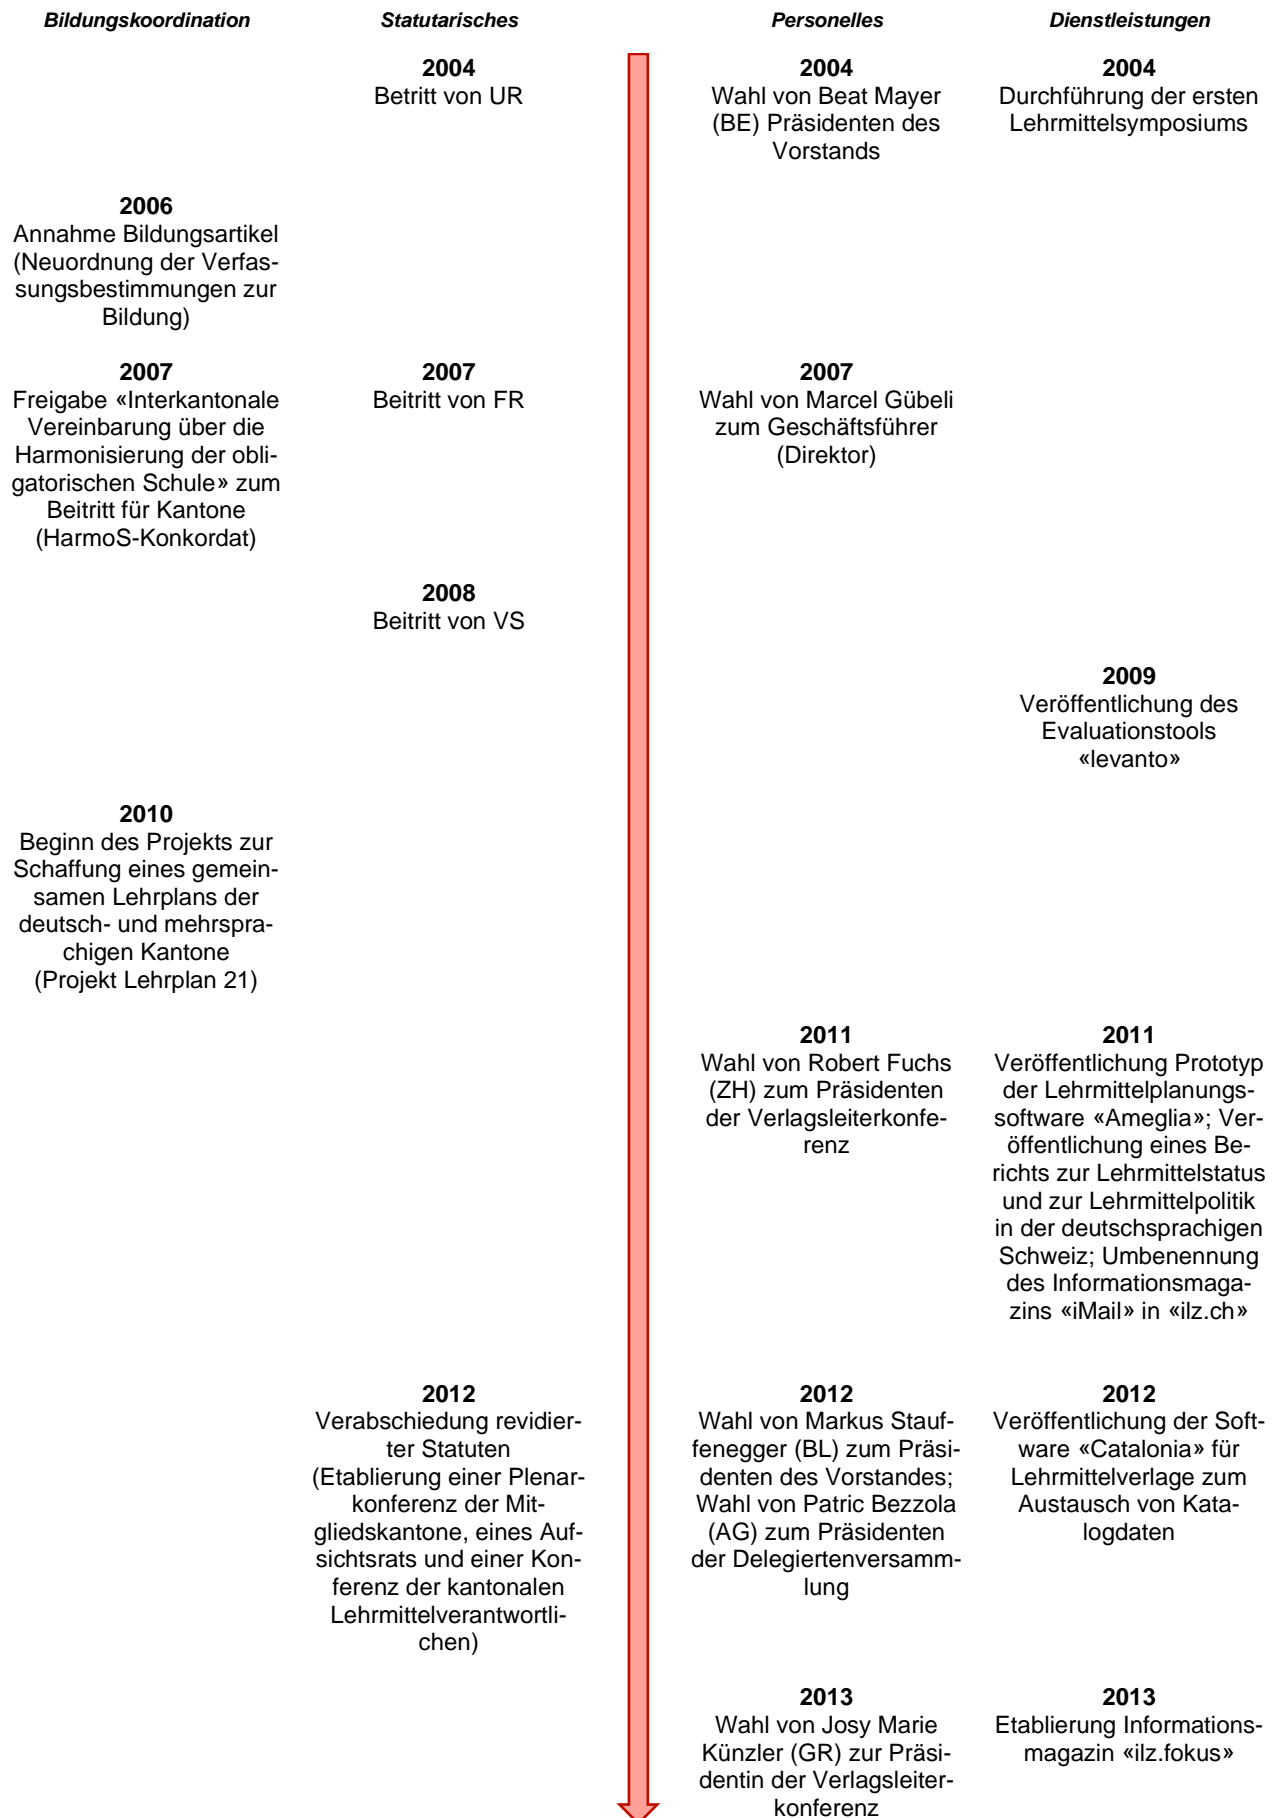 Bildungskoordination Statutarisches Personelles Dienstleistungen
2004
Betritt von UR
2004
Wahl von Beat Mayer
(BE) Präsidenten des
Vorstands
2004
Durchführung der ersten
Lehrmittelsymposiums
2006
Annahme Bildungsartikel
(Neuordnung der Verfas-
sungsbestimmungen zur
Bildung)
2007
Freigabe «Interkantonale
Vereinbarung über die
Harmonisierung der obli-
gatorischen Schule» zum
Beitritt für Kantone
(HarmoS-Konkordat)
2007
Beitritt von FR
2007
Wahl von Marcel Gübeli
zum Geschäftsführer
(Direktor)
2008
Beitritt von VS
2009
Veröffentlichung des
Evaluationstools
«levanto»
2010
Beginn des Projekts zur
Schaffung eines gemein-
samen Lehrplans der
deutsch- und mehrspra-
chigen Kantone
(Projekt Lehrplan 21)
2011
Wahl von Robert Fuchs
(ZH) zum Präsidenten
der Verlagsleiterkonfe-
renz
2011
Veröffentlichung Prototyp
der Lehrmittelplanungs-
software «Ameglia»; Ver-
öffentlichung eines Be-
richts zur Lehrmittelstatus
und zur Lehrmittelpolitik
in der deutschsprachigen
Schweiz; Umbenennung
des Informationsmaga-
zins «iMail» in «ilz.ch»
2012
Verabschiedung revidier-
ter Statuten
(Etablierung einer Plenar-
konferenz der Mit-
gliedskantone, eines Auf-
sichtsrats und einer Kon-
ferenz der kantonalen
Lehrmittelverantwortli-
chen)
2012
Wahl von Markus Stauf-
fenegger (BL) zum Präsi-
denten des Vorstandes;
Wahl von Patric Bezzola
(AG) zum Präsidenten
der Delegiertenversamm-
lung
2012
Veröffentlichung der Soft-
ware «Catalonia» für
Lehrmittelverlage zum
Austausch von Kata-
logdaten
2013
Wahl von Josy Marie
Künzler (GR) zur Präsi-
dentin der Verlagsleiter-
konferenz
2013
Etablierung Informations-
magazin «ilz.fokus»